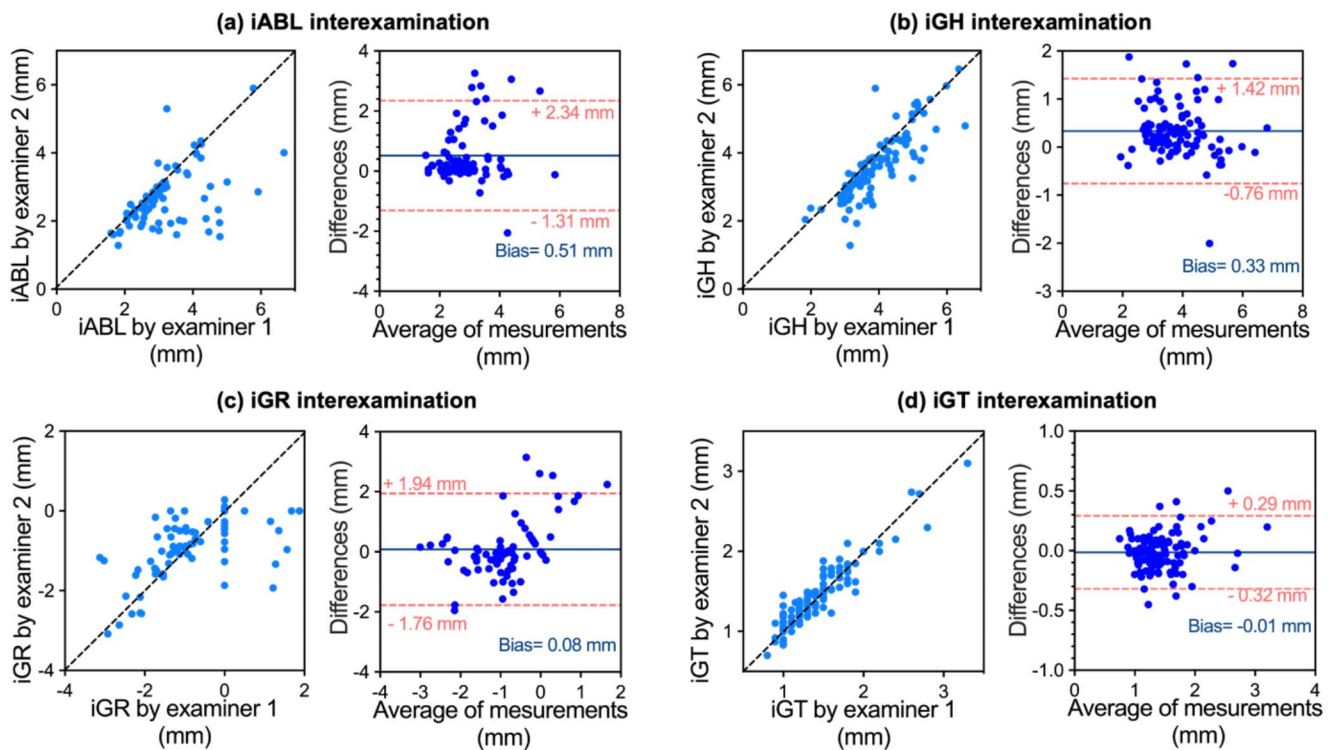 (a) iABL interexamination
iABL by examiner 2 (mm)
6
4
2
0
0
2
4
6
iABL by examiner 1
(mm)
Differences (mm)
4
2
0
-2
-4
+ 2.34 mm
- 1.31 mm
Bias= 0.51 mm
0
2
4
6
8
Average of mesurements
(mm)
(b) iGH interexamination
iGH by examiner 2 (mm)
6
4
2
0
0
2
4
6
iGH by examiner 1
(mm)
Differences (mm)
2
1
0
-1
-2
-3
+ 1.42 mm
-0.76 mm
Bias= 0.33 mm
0
2
4
6
8
Average of mesurements
(mm)
(c) iGR interexamination
iGR by examiner 2 (mm)
2
0
-2
-4
-4
-2
0
2
iGR by examiner 1
(mm)
Differences (mm)
4
2
0
-2
-4
+ 1.94 mm
- 1.76 mm
Bias= 0.08 mm
-4
-3
-2
-1
0
1
2
Average of mesurements
(mm)
(d) iGT interexamination
iGT by examiner 2 (mm)
3
2
1
1
2
3
iGT by examiner 1
(mm)
Differences (mm)
1.0
0.5
0.0
-0.5
-1.0
+ 0.29 mm
- 0.32 mm
Bias= -0.01 mm
0
1
2
3
4
Average of mesurements
(mm)